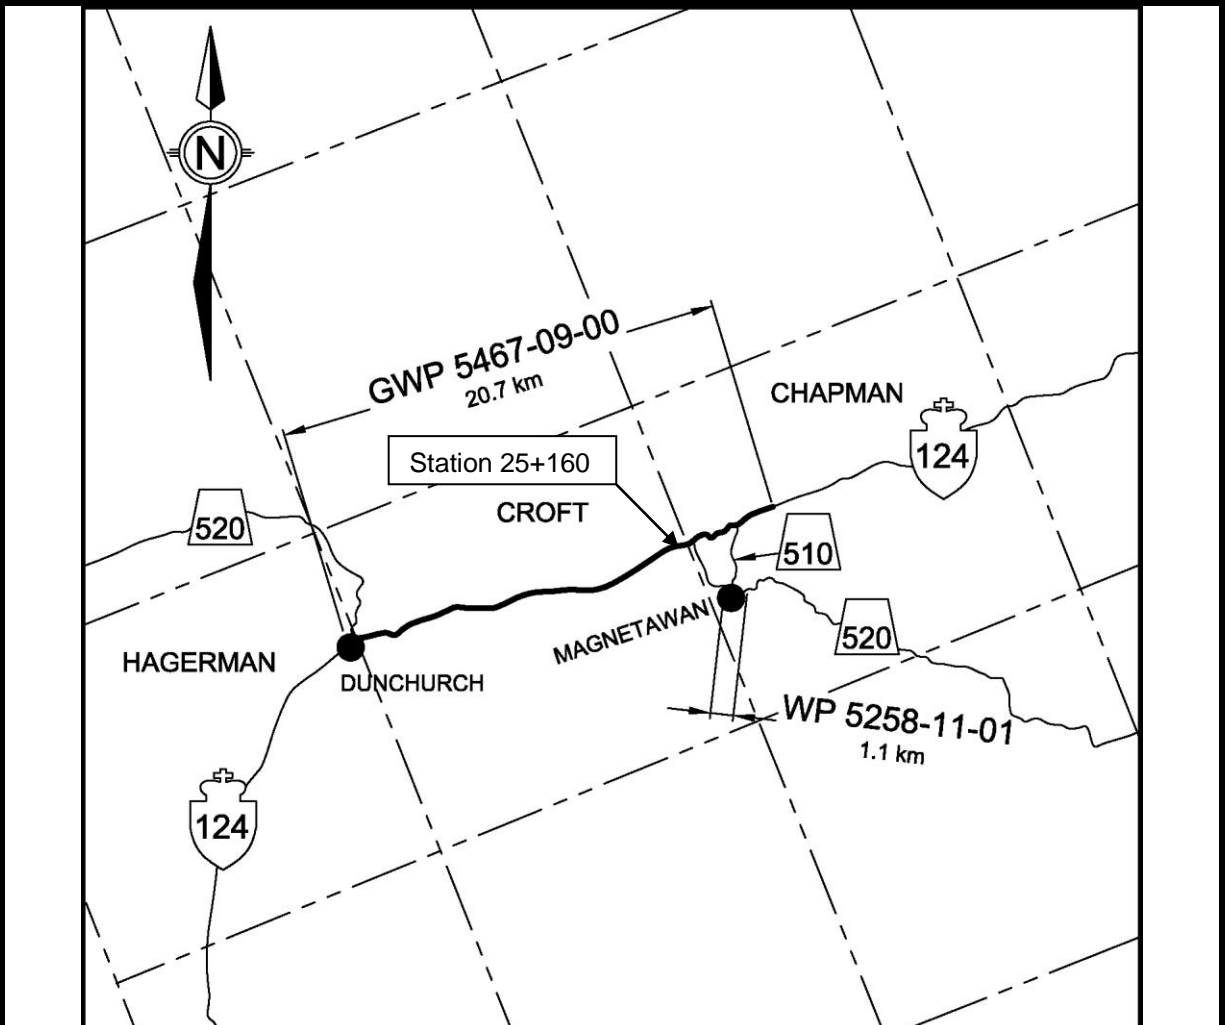 N
GWP 5467-09-00
20.7 km
CHAPMAN
124
Station 25+160
CROFT
520
510
MAGNETAWAN
520
HAGERMAN
DUNCHURCH
WP 5258-11-01
1.1 km
124